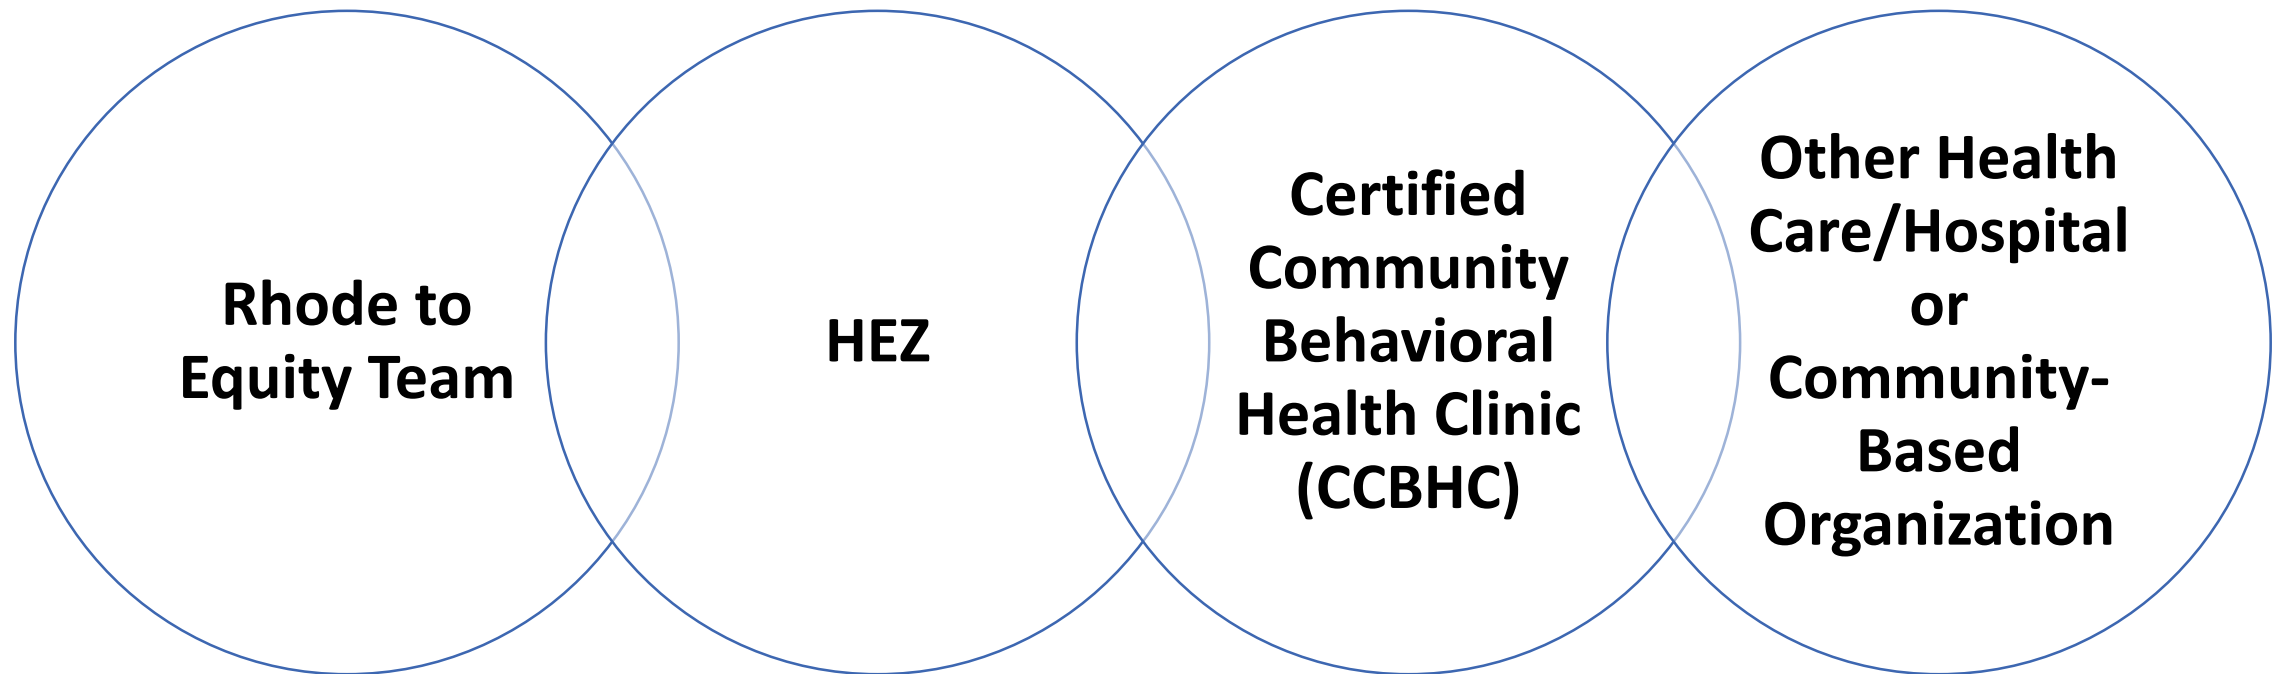 Rhode to
Equity Team
HEZ
Certified
Community
Behavioral
Health Clinic
(CCBHC)
Other Health
Care/Hospital
or
Community-
Based
Organization